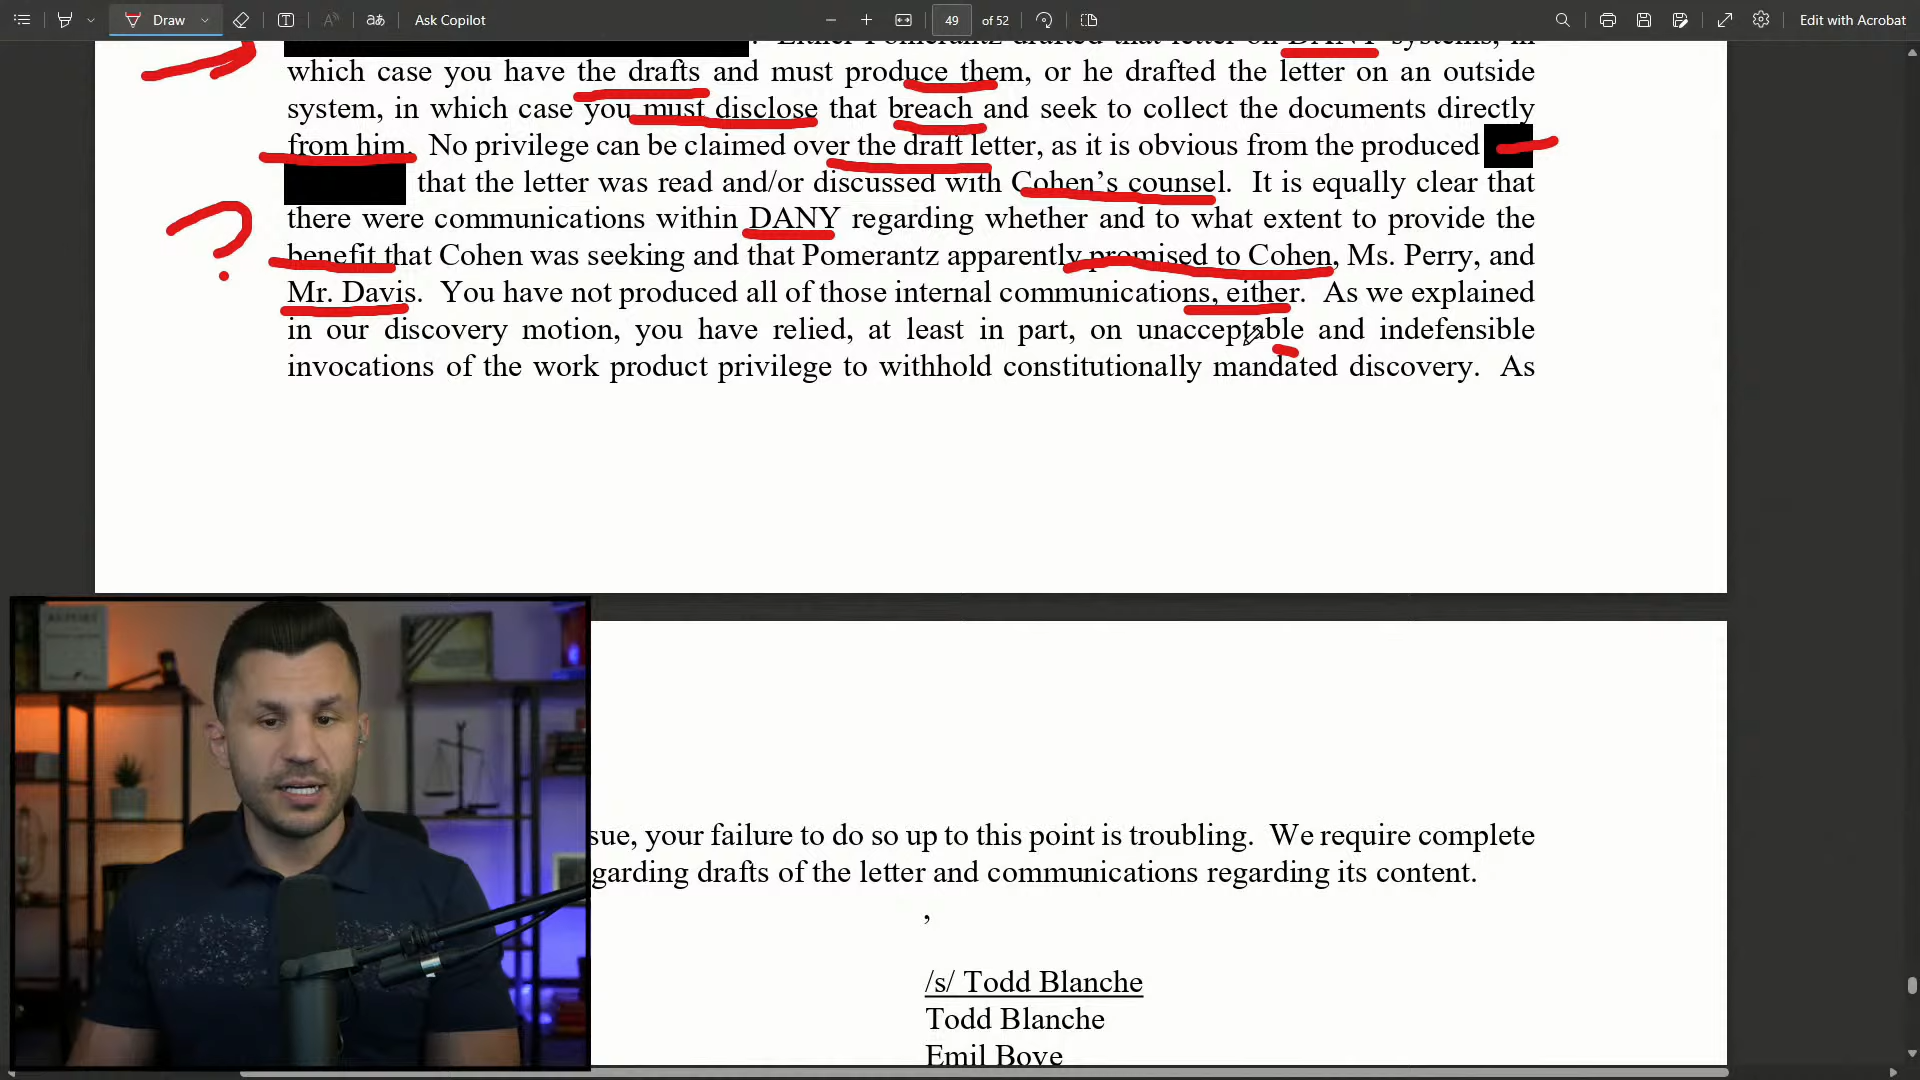 Draw
Ask Copilot
49 of 52
Edit with Acrobat
. Either Pomerantz drafted that letter on DANY systems, in
which case you have the drafts and must produce them, or he drafted the letter on an outside
system, in which case you must disclose that breach and seek to collect the documents directly
from him. No privilege can be claimed over the draft letter, as it is obvious from the produced
that the letter was read and/or discussed with Cohen's counsel. It is equally clear that
there were communications within DANY regarding whether and to what extent to provide the
benefit that Cohen was seeking and that Pomerantz apparently promised to Cohen, Ms. Perry, and
Mr. Davis. You have not produced all of those internal communications, either. As we explained
in our discovery motion, you have relied, at least in part, on unacceptable and indefensible
invocations of the work product privilege to withhold constitutionally mandated discovery. As
?
sue, your failure to do so up to this point is troubling. We require complete
garding drafts of the letter and communications regarding its content.
,
/s/ Todd Blanche
Todd Blanche
Emil Bove